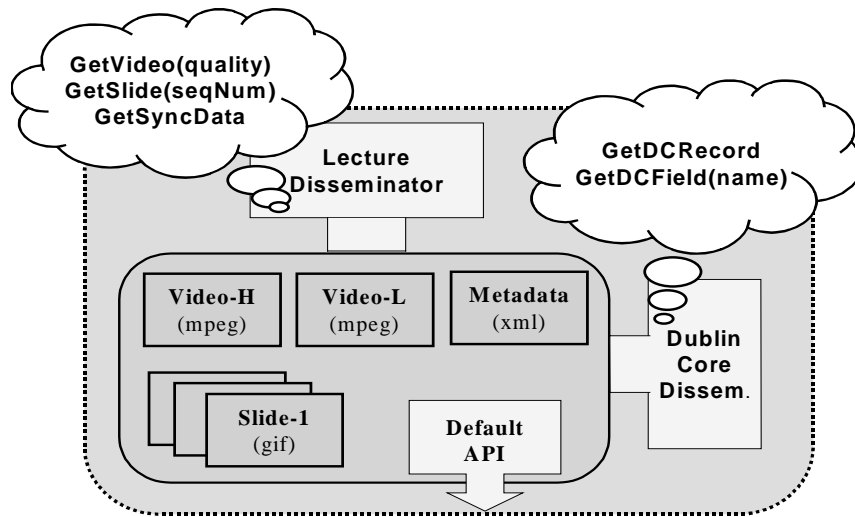 GetVideo(quality)
GetSlide(seqNum)
GetSyncData
Lecture
Disseminator
GetDCRecord
GetDCField(name)
Video-H
(mpeg)
Video-L
(mpeg)
Metadata
(xml)
Dublin
Core
Dissem.
Slide-1
(gif)
Default
API